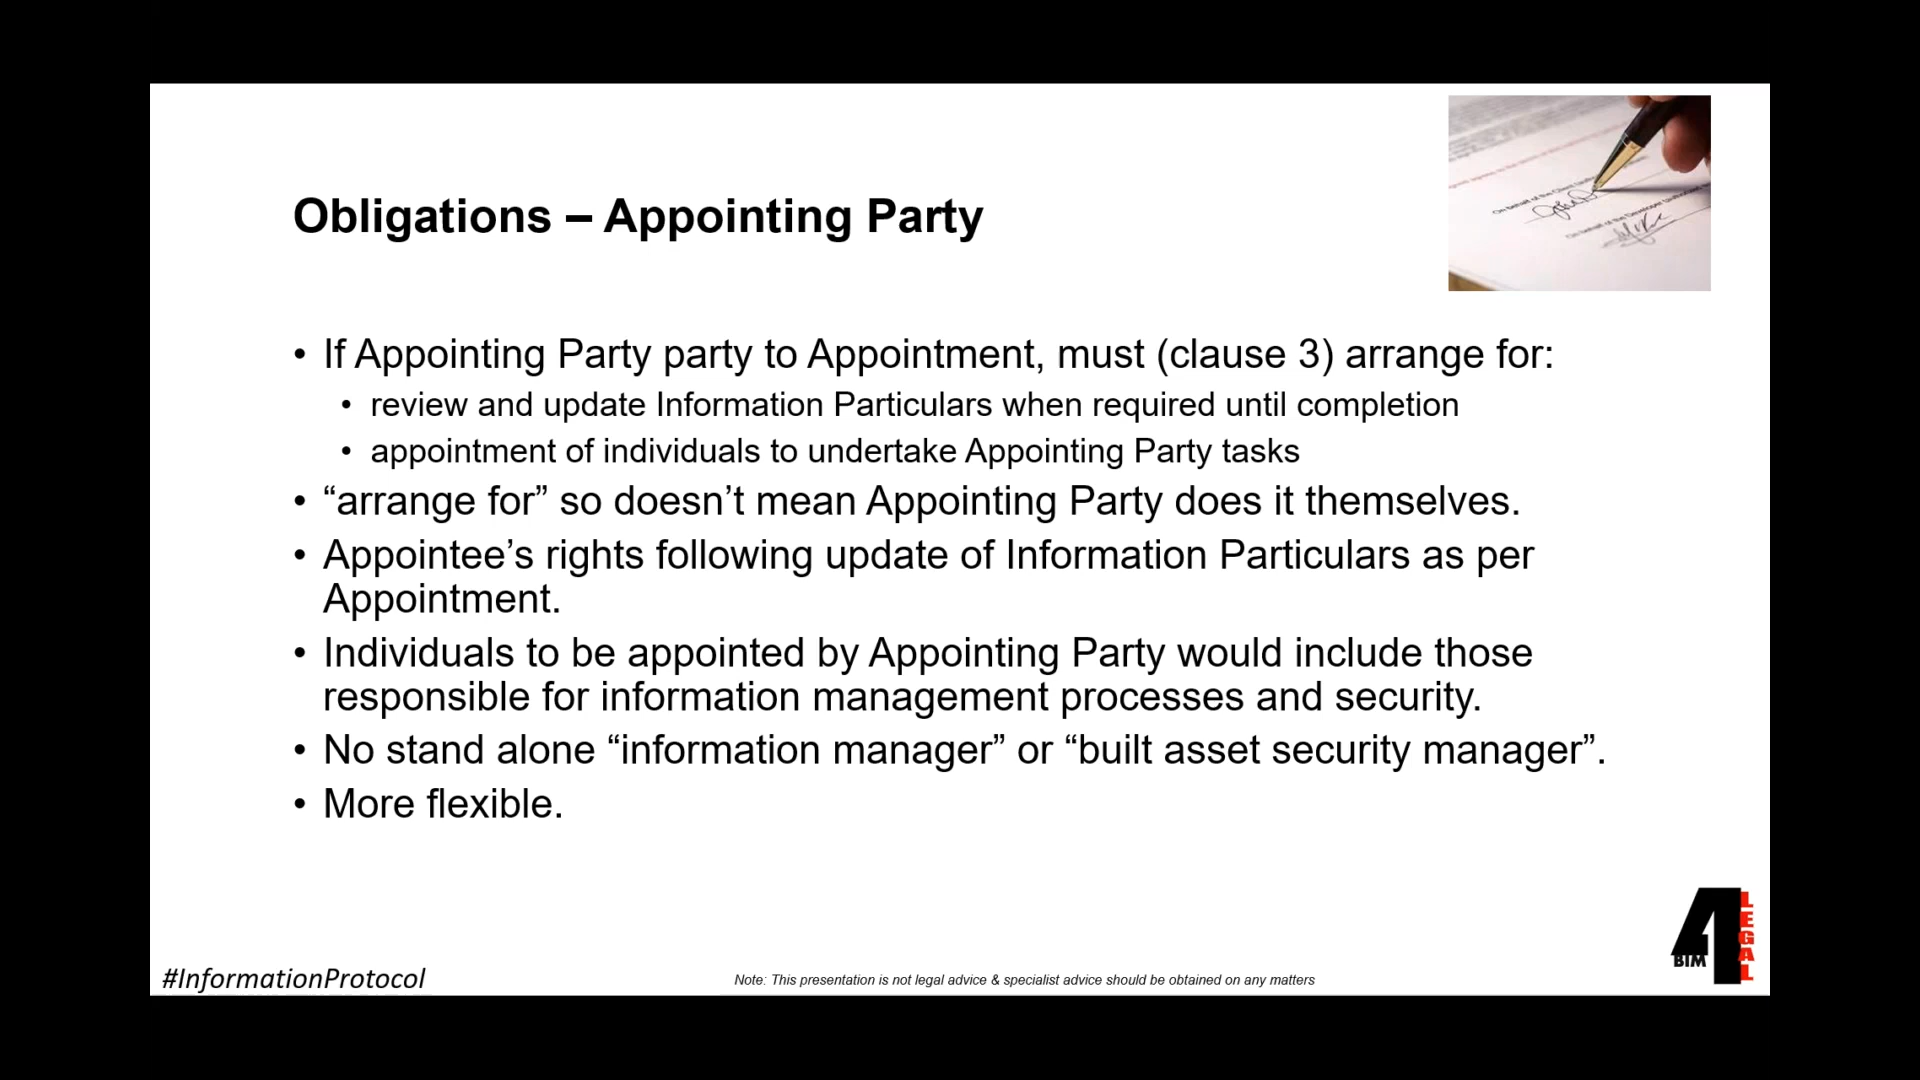 Obligations – Appointing Party
• If Appointing Party party to Appointment, must (clause 3) arrange for:
• review and update Information Particulars when required until completion
• appointment of individuals to undertake Appointing Party tasks
• “arrange for” so doesn’t mean Appointing Party does it themselves.
• Appointee’s rights following update of Information Particulars as per
Appointment.
• Individuals to be appointed by Appointing Party would include those
responsible for information management processes and security.
• No stand alone “information manager” or “built asset security manager”.
• More flexible.
#InformationProtocol
Note: This presentation is not legal advice & specialist advice should be obtained on any matters
BIM
4
LEGAL